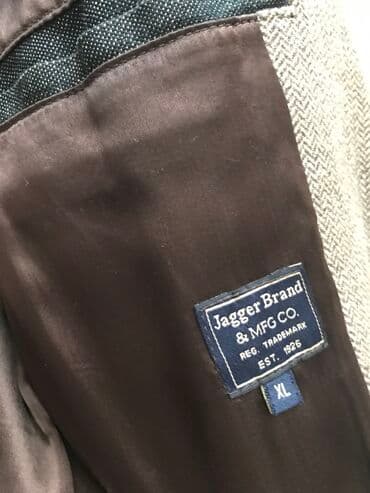 Jagger Brand
& MFG CO.
REG. TRADEMARK
EST. 1926
XL